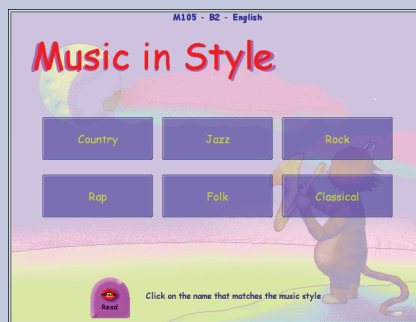 M105 - B2 - English
Music in Style
Country
Jazz
Rock
Rap
Folk
Classical
Read
Click on the name that matches the music style